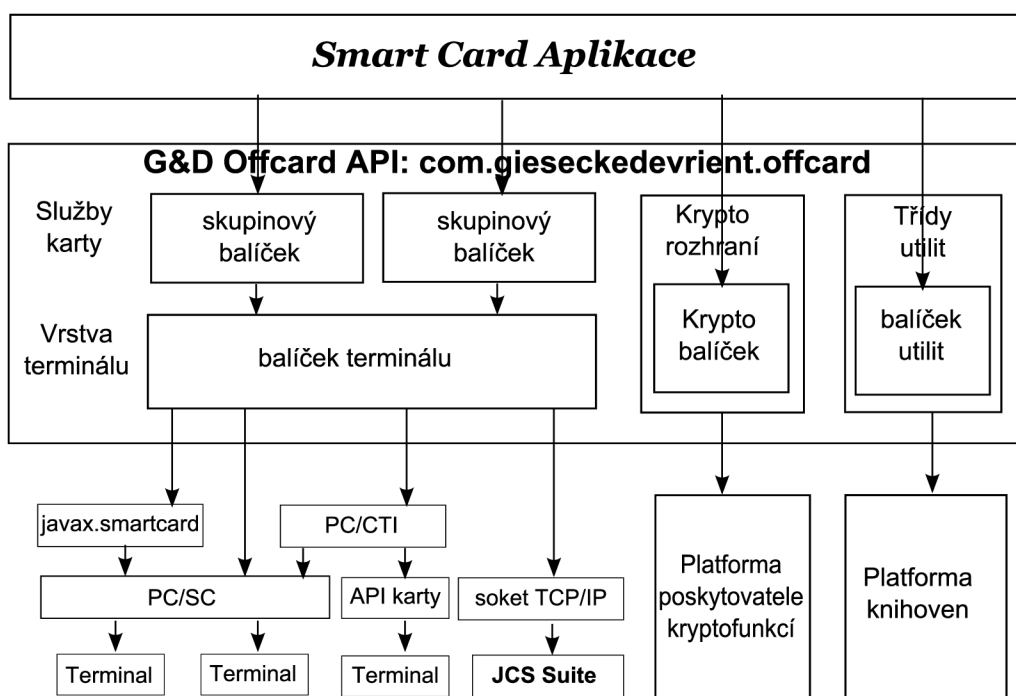 Smart Card Aplikace
G&D Offcard API: com.gieseckedevrient.offcard
Služby
karty
skupinový
balíček
skupinový
balíček
Krypto
rozhraní
Třídy
utilit
Vrstva
terminálu
balíček terminálu
Krypto
balíček
balíček
utilit
javax.smartcard
PC/CTI
PC/SC
API karty
soket TCP/IP
Terminal
Terminal
Terminal
JCS Suite
Platforma
poskytovatele
kryptofunkcí
Platforma
knihoven